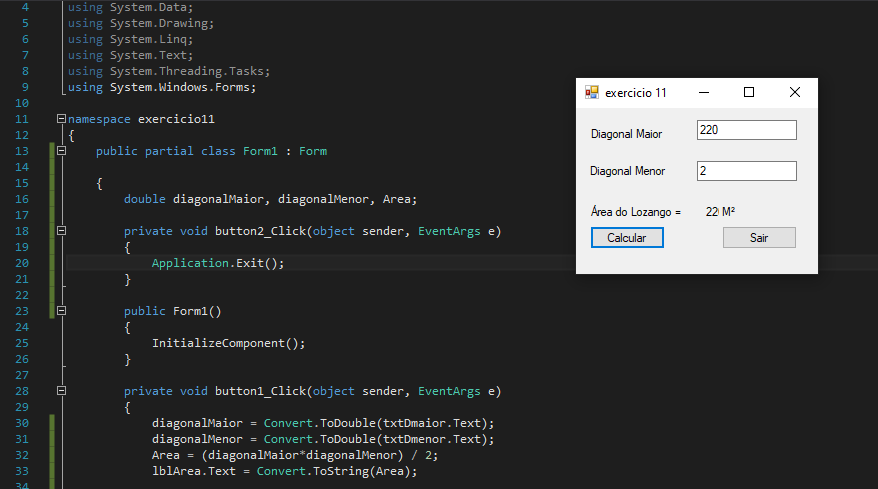 4 using System.Data;
5 using System.Drawing;
6 using System.Linq;
7 using System.Text;
8 using System.Threading.Tasks;
9 using System.Windows.Forms;
10
11 namespace exercicio11
12 {
13 public partial class Form1 : Form
14
15 {
16 double diagonalMaior, diagonalMenor, Area;
17
18 private void button2_Click(object sender, EventArgs e)
19 {
20 Application.Exit();
21 }
22
23 public Form1()
24 {
25 InitializeComponent();
26 }
27
28 private void button1_Click(object sender, EventArgs e)
29 {
30 diagonalMaior = Convert.ToDouble(txtDmaior.Text);
31 diagonalMenor = Convert.ToDouble(txtDmenor.Text);
32 Area = (diagonalMaior*diagonalMenor) / 2;
33 lblArea.Text = Convert.ToString(Area);
34
exercicio 11
Diagonal Maior 220
Diagonal Menor 2
Área do Lozango = 22 M²
Calcular Sair